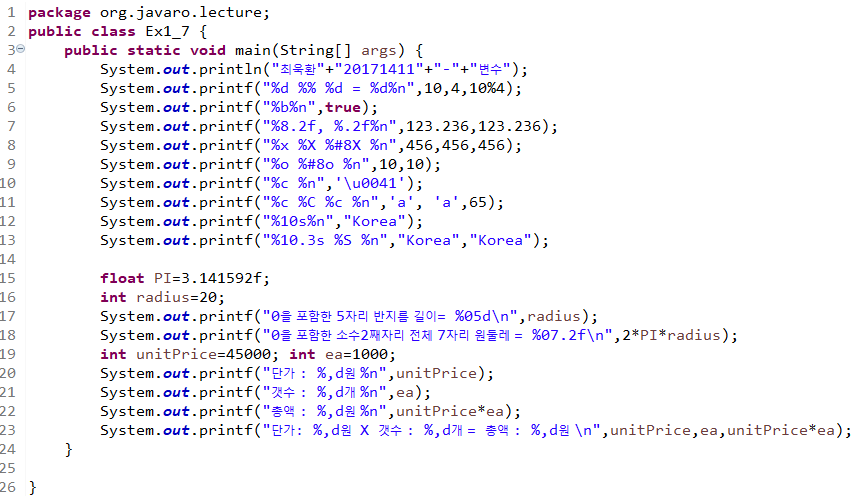 1 package org.javaro.lecture;
2 public class Ex1_7 {
3 public static void main(String[] args) {
4 System.out.println("최욱환"+"20171411"+"-"+"변수");
5 System.out.printf("%d %% %d = %d%n",10,4,10%4);
6 System.out.printf("%b%n",true);
7 System.out.printf("%8.2f, %.2f%n",123.236,123.236);
8 System.out.printf("%x %X %#8X %n",456,456,456);
9 System.out.printf("%o %#8o %n",10,10);
10 System.out.printf("%c %n",'\u0041');
11 System.out.printf("%c %C %c %n",'a', 'a',65);
12 System.out.printf("%10s%n","Korea");
13 System.out.printf("%10.3s %S %n","Korea","Korea");
14
15 float PI=3.141592f;
16 int radius=20;
17 System.out.printf("0을 포함한 5자리 반지름 길이= %05d\n",radius);
18 System.out.printf("0을 포함한 소수2째자리 전체 7자리 원둘레 = %07.2f\n",2*PI*radius);
19 int unitPrice=45000; int ea=1000;
20 System.out.printf("단가 : %,d원 %n",unitPrice);
21 System.out.printf("갯수 : %,d개 %n",ea);
22 System.out.printf("총액 : %,d원 %n",unitPrice*ea);
23 System.out.printf("단가: %,d원 X 갯수 : %,d개 = 총액 : %,d원 \n",unitPrice,ea,unitPrice*ea);
24 }
25
26 }